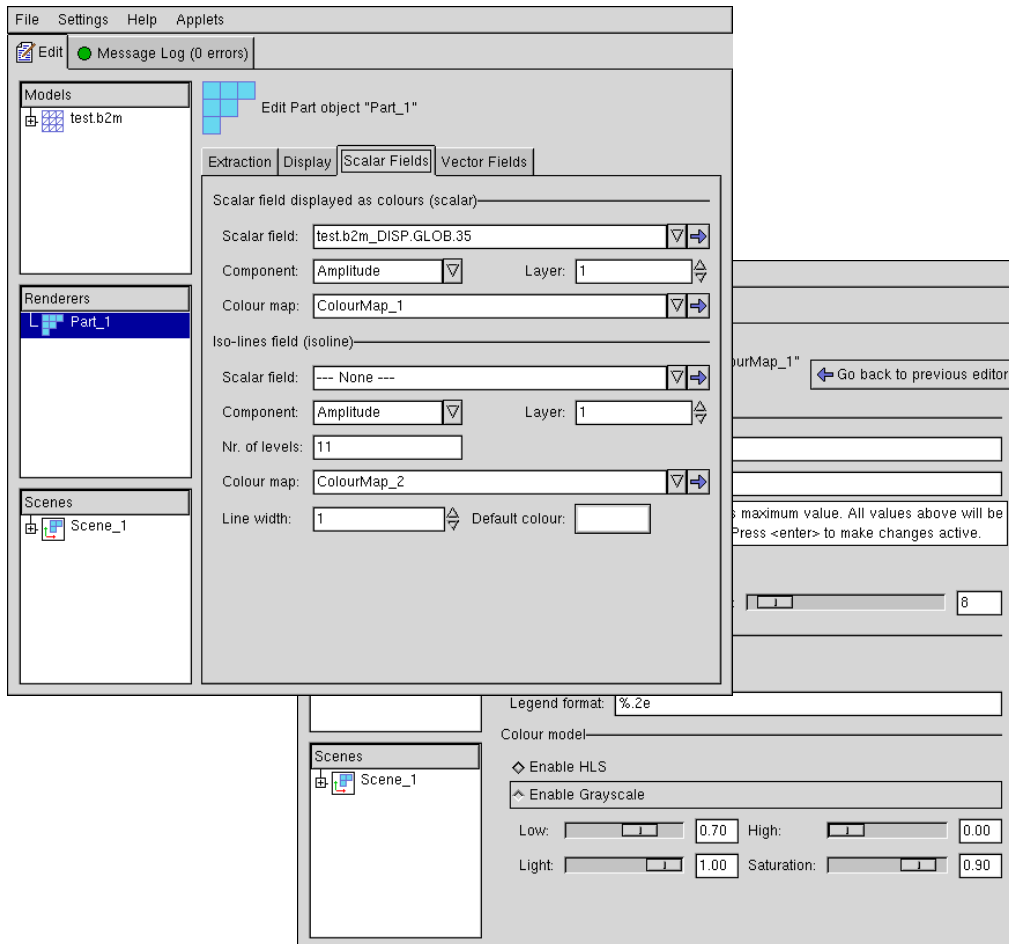 File Settings Help Applets
Edit Message Log (0 errors)
Models
test.b2m
Renderers
Part_1
Scenes
Scene_1
Edit Part object "Part_1"
Extraction Display Scalar Fields Vector Fields
Scalar field displayed as colours (scalar)
Scalar field: test.b2m_DISP.GLOB.35
Component: Amplitude Layer: 1
Colour map: ColourMap_1
Iso-lines field (isoline)
Scalar field: --- None ---
Component: Amplitude Layer: 1
Nr. of levels: 11
Colour map: ColourMap_2
Line width: 1 Default colour:
urMap_1" Go back to previous editor
s maximum value. All values above will be
Press <enter> to make changes active.
8
Legend format: %.2e
Colour model
Scenes
Scene_1
Enable HLS
Enable Grayscale
Low: 0.70 High: 0.00
Light: 1.00 Saturation: 0.90